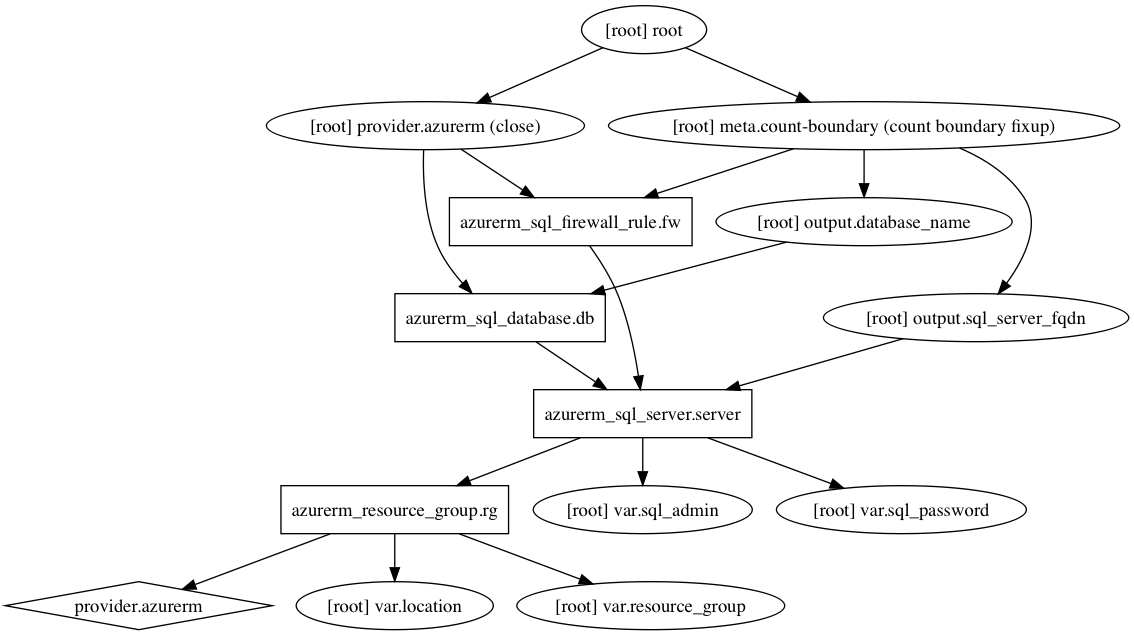 [root] root
[root] provider.azurerm (close)
[root] meta.count-boundary (count boundary fixup)
azurerm_sql_firewall_rule.fw
[root] output.database_name
azurerm_sql_database.db
[root] output.sql_server_fqdn
azurerm_sql_server.server
azurerm_resource_group.rg
[root] var.sql_admin
[root] var.sql_password
provider.azurerm
[root] var.location
[root] var.resource_group